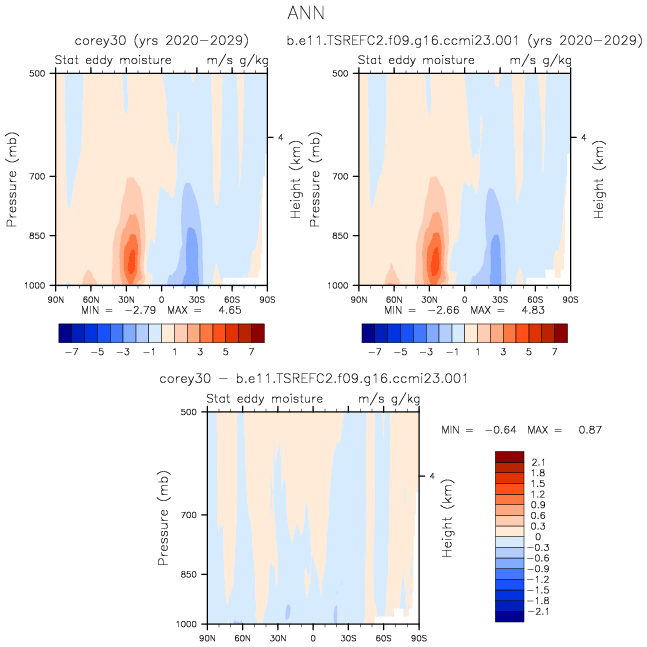 ANN
corey30 (yrs 2020-2029)
b.e11.TSREFC2.f09.g16.ccmi23.001 (yrs 2020-2029)
Stat eddy moisture m/s g/kg
Stat eddy moisture m/s g/kg
500
700
850
1000
Pressure (mb)
4
Height (km)
90N 60N 30N 0 30S 60S 90S
MIN = -2.79 MAX = 4.65
-7 -5 -3 -1 1 3 5 7
500
700
850
1000
Pressure (mb)
4
Height (km)
90N 60N 30N 0 30S 60S 90S
MIN = -2.66 MAX = 4.83
-7 -5 -3 -1 1 3 5 7
corey30 - b.e11.TSREFC2.f09.g16.ccmi23.001
Stat eddy moisture m/s g/kg
500
700
850
1000
Pressure (mb)
4
Height (km)
90N 60N 30N 0 30S 60S 90S
MIN = -0.64 MAX = 0.87
2.1
1.8
1.5
1.2
0.9
0.6
0.3
0
-0.3
-0.6
-0.9
-1.2
-1.5
-1.8
-2.1